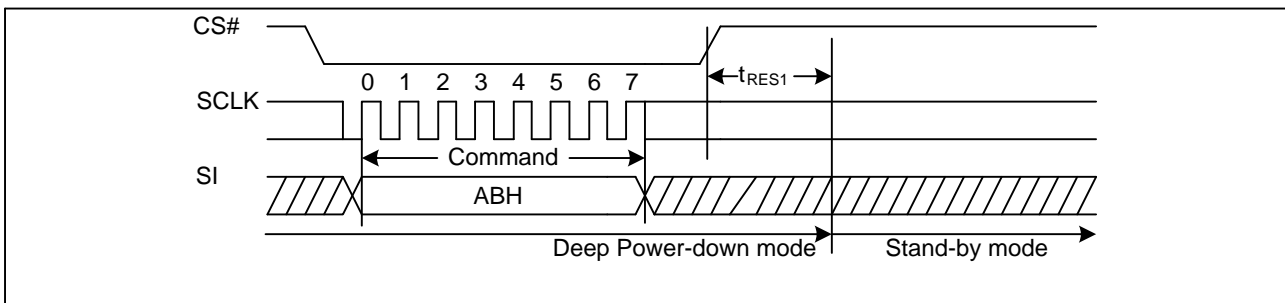 CS#
tRES1
0 1 2 3 4 5 6 7
SCLK
Command
SI
ABH
Deep Power-down mode Stand-by mode